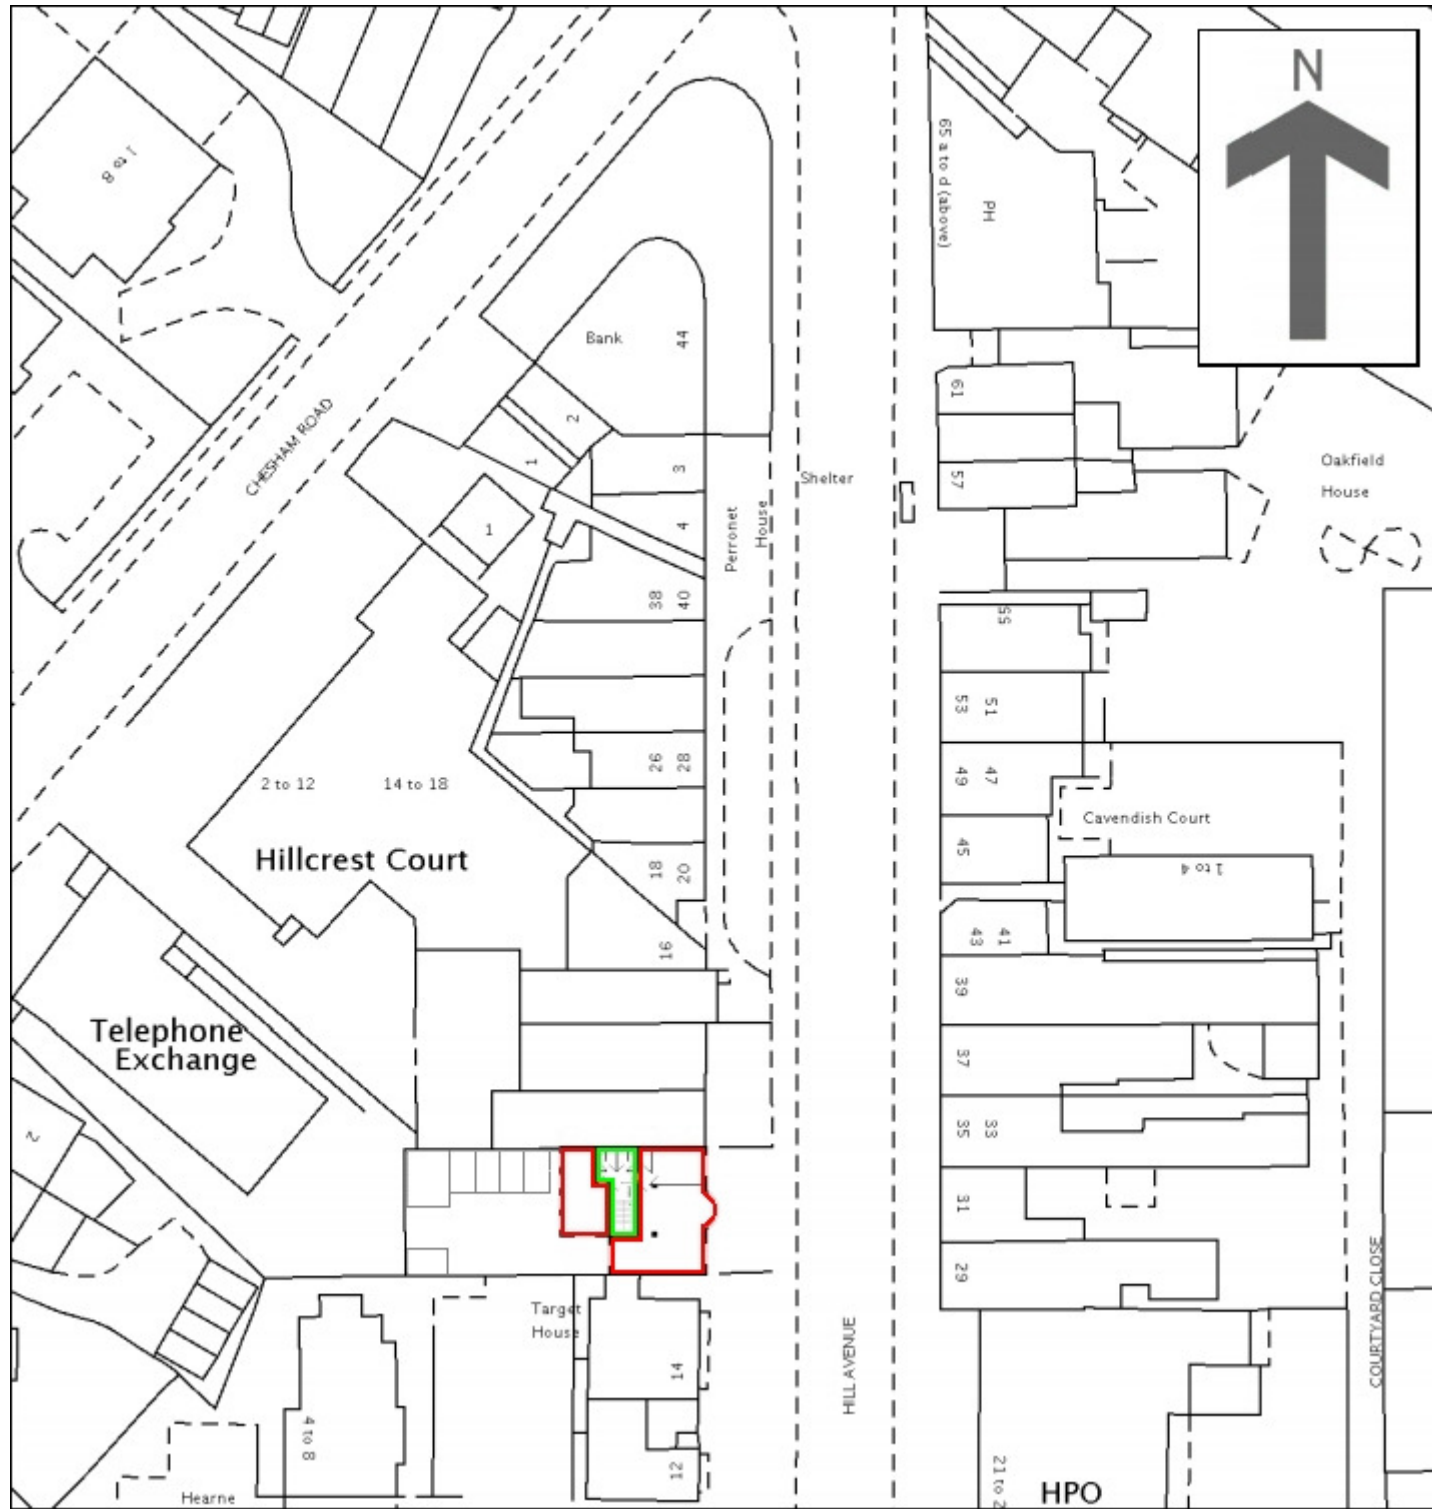 N
1 to 8
65 a to d (above)
PH
Bank
44
61
2
CHESHAM ROAD
1
3
Shelter
57
Oakfield
House
1
4
Perronet
House
38
40
55
53
51
2 to 12
14 to 18
26
28
49
47
Cavendish Court
Hillcrest Court
18
20
45
1 to 4
16
43
41
39
Telephone
Exchange
37
2
35
33
31
29
Target
House
14
HILL AVENUE
COURTYARD CLOSE
4 to 8
12
21 to 2
Hearne
HPO